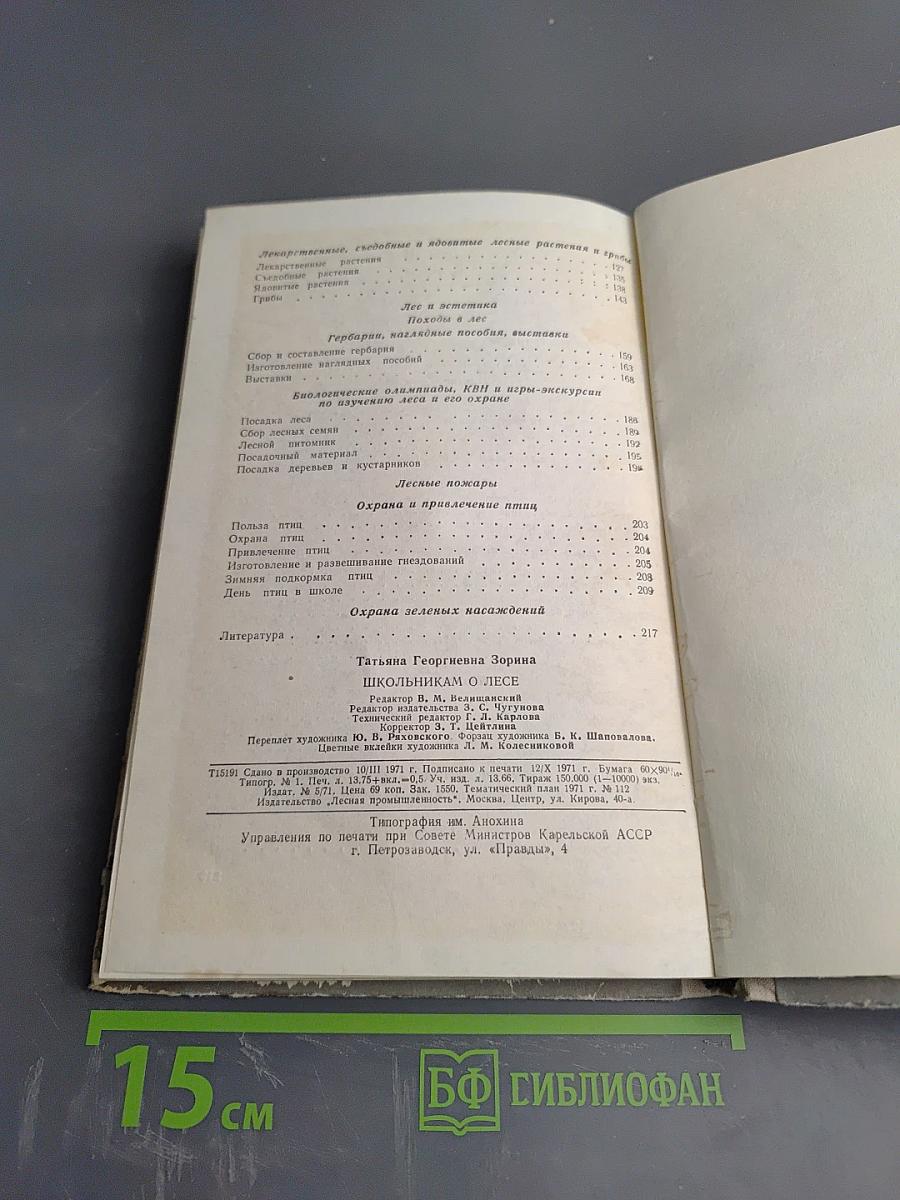 Лекарственные, съедобные и ядовитые лесные растения и грибы
Лекарственные растения 127
Съедобные растения 135
Ядовитые растения 138
Грибы 143
Лес и эстетика
Походы в лес
Гербарии, наглядные пособия, выставки
Сбор и составление гербария 159
Изготовление наглядных пособий 163
Выставки 168
Биологические олимпиады, КВН и игры-экскурсии
по изучению леса и его охране
Посадка леса 188
Сбор лесных семян
Лесной питомник 192
Посадочный материал 195
Посадка деревьев и кустарников
Лесные пожары
Охрана и привлечение птиц
Польза птиц 203
Охрана птиц 204
Привлечение птиц 204
Изготовление и развешивание гнездований 205
Зимняя подкормка птиц 208
День птиц в школе 209
Охрана зеленых насаждений
Литература 217
Татьяна Георгиевна Зорина
ШКОЛЬНИКАМ О ЛЕСЕ
Редактор В. М. Велищанский
Редактор издательства З. С. Чугунова
Технический редактор Г. Л. Карлова
Корректор З. Т. Цейтлина
Переплет художника Ю. В. Ряховского. Форзац художника Б. К. Шаповалова.
Цветные вклейки художника Л. М. Колесниковой
Т15191 Сдано в производство 10/III 1971 г. Подписано к печати 12/X 1971 г. Бумага 60×90 1/16.
Типогр. № 1. Печ. л. 13,75+вкл.=0,5. Уч. изд. л. 13,66. Тираж 150.000 (1—10000) экз.
Издат. № 5/71. Цена 69 коп. Зак. 1550. Тематический план 1971 г. № 112
Издательство „Лесная промышленность", Москва, Центр, ул. Кирова, 40-а.
Типография им. Анохина
Управления по печати при Совете Министров Карельской АССР
г. Петрозаводск, ул. «Правды», 4
15 см
БФ СИБЛИОФАН